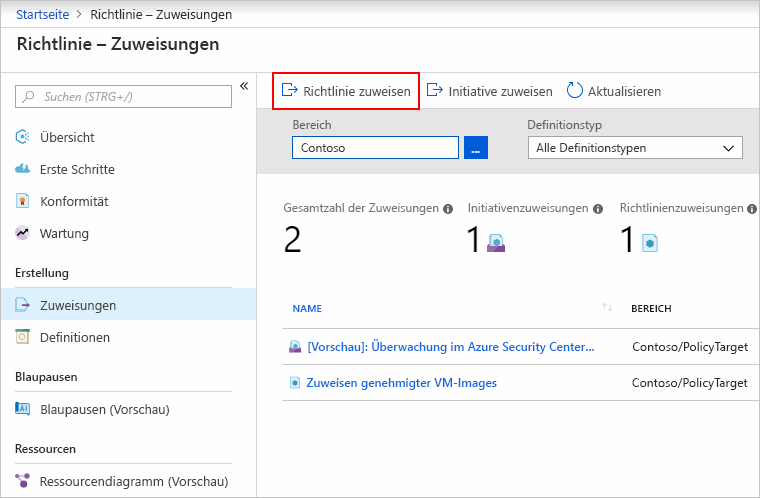 Startseite > Richtlinie – Zuweisungen
Richtlinie – Zuweisungen
Suchen (STRG+/)
Übersicht
Erste Schritte
Konformität
Wartung
Erstellung
Zuweisungen
Definitionen
Blaupausen
Blaupausen (Vorschau)
Ressourcen
Ressourcendiagramm (Vorschau)
Richtlinie zuweisen Initiative zuweisen Aktualisieren
Bereich Definitionstyp
Contoso ... Alle Definitionstypen
Gesamtzahl der Zuweisungen Initiativenzuweisungen Richtlinienzuweisungen
2 1 1
NAME BEREICH
[Vorschau]: Überwachung im Azure Security Center... Contoso/PolicyTarget
Zuweisen genehmigter VM-Images Contoso/PolicyTarget